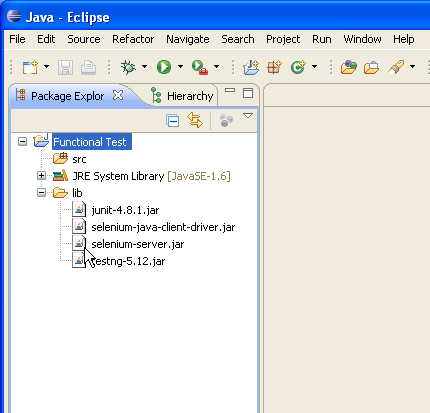 Java - Eclipse
File Edit Source Refactor Navigate Search Project Run Window Help
Package Explor Hierarchy
Functional Test
src
JRE System Library [JavaSE-1.6]
lib
junit-4.8.1.jar
selenium-java-client-driver.jar
selenium-server.jar
estng-5.12.jar